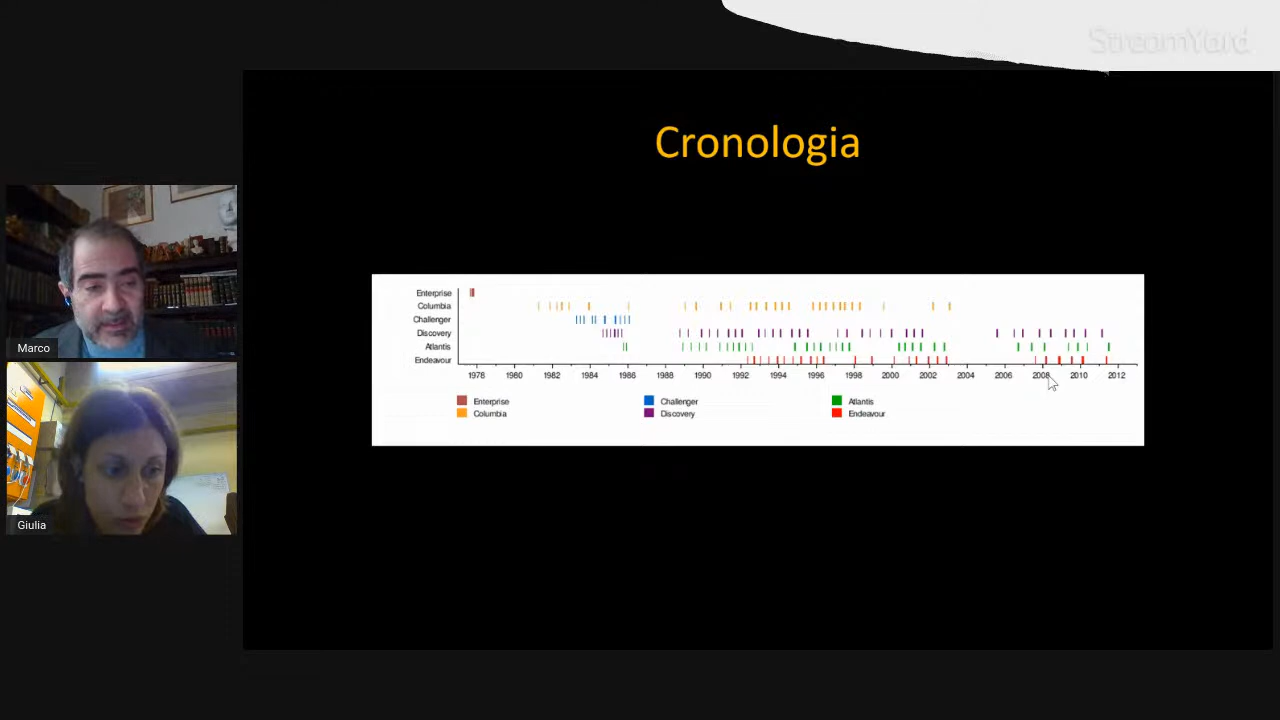 StreamYard
Cronologia
Enterprise
Columbia
Challenger
Discovery
Atlantis
Endeavour
1978 1980 1982 1984 1986 1988 1990 1992 1994 1996 1998 2000 2002 2004 2006 2008 2010 2012
Enterprise Challenger Atlantis
Columbia Discovery Endeavour
Marco
Giulia